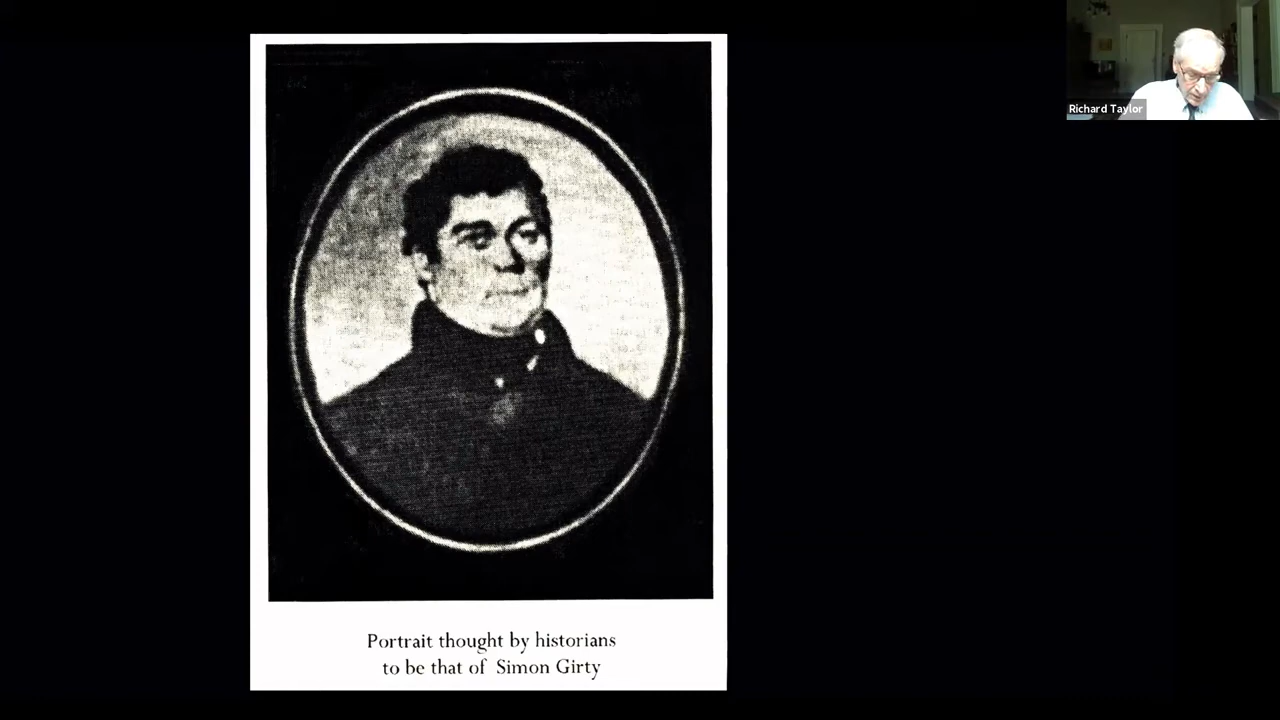 Richard Taylor
Portrait thought by historians
to be that of Simon Girty